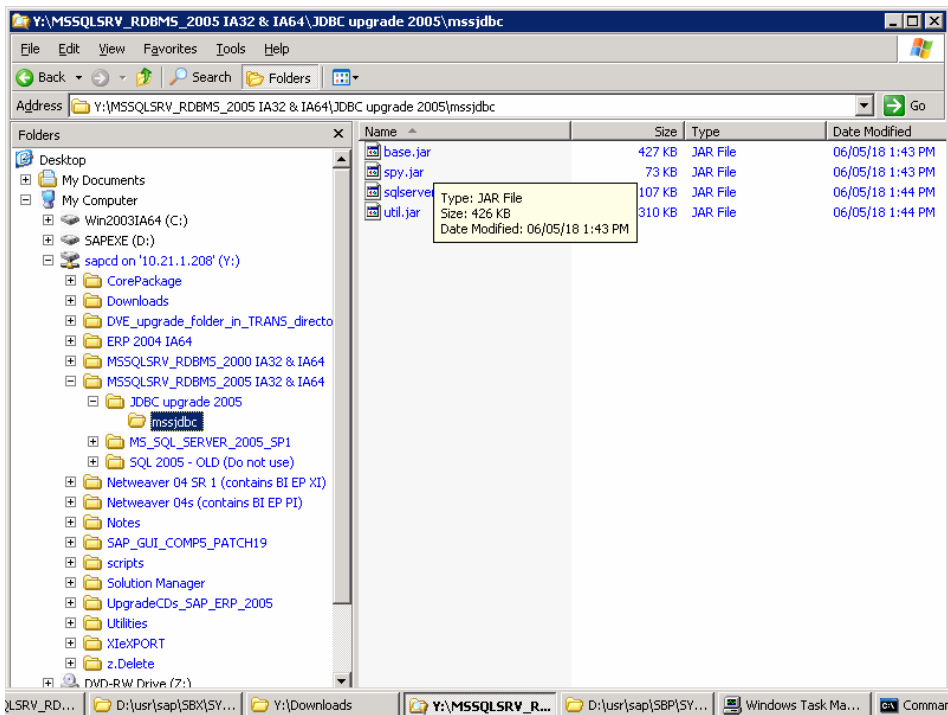 Y:\MSSQLSRV_RDBMS_2005 IA32 & IA64\JDBC upgrade 2005\mssjdbc
File Edit View Favorites Tools Help
Back Search Folders
Address Y:\MSSQLSRV_RDBMS_2005 IA32 & IA64\JDBC upgrade 2005\mssjdbc Go
Folders x
Name Size Type Date Modified
Desktop
My Documents
My Computer
Win2003IA64 (C:)
SAPEXE (D:)
sapcd on '10.21.1.208' (Y:)
CorePackage
Downloads
DVE_upgrade_folder_in_TRANS_directo
ERP 2004 IA64
MSSQLSRV_RDBMS_2000 IA32 & IA64
MSSQLSRV_RDBMS_2005 IA32 & IA64
JDBC upgrade 2005
mssjdbc
MS_SQL_SERVER_2005_SP1
SQL 2005 - OLD (Do not use)
Netweaver 04 SR 1 (contains BI EP XI)
Netweaver 04s (contains BI EP PI)
Notes
SAP_GUI_COMP5_PATCH19
scripts
Solution Manager
UpgradeCDs_SAP_ERP_2005
Utilities
XIeXPORT
z.Delete
DVD-RW Drive (Z:)
base.jar 427 KB JAR File 06/05/18 1:43 PM
spy.jar 73 KB JAR File 06/05/18 1:43 PM
sqlserver 107 KB JAR File 06/05/18 1:44 PM
util.jar 310 KB JAR File 06/05/18 1:44 PM
Type: JAR File
Size: 426 KB
Date Modified: 06/05/18 1:43 PM
QLSRV_RD... D:\usr\sap\SBX\SY... Y:\Downloads Y:\MSSQLSRV_R... D:\usr\sap\SBP\SY... Windows Task Ma... Comman